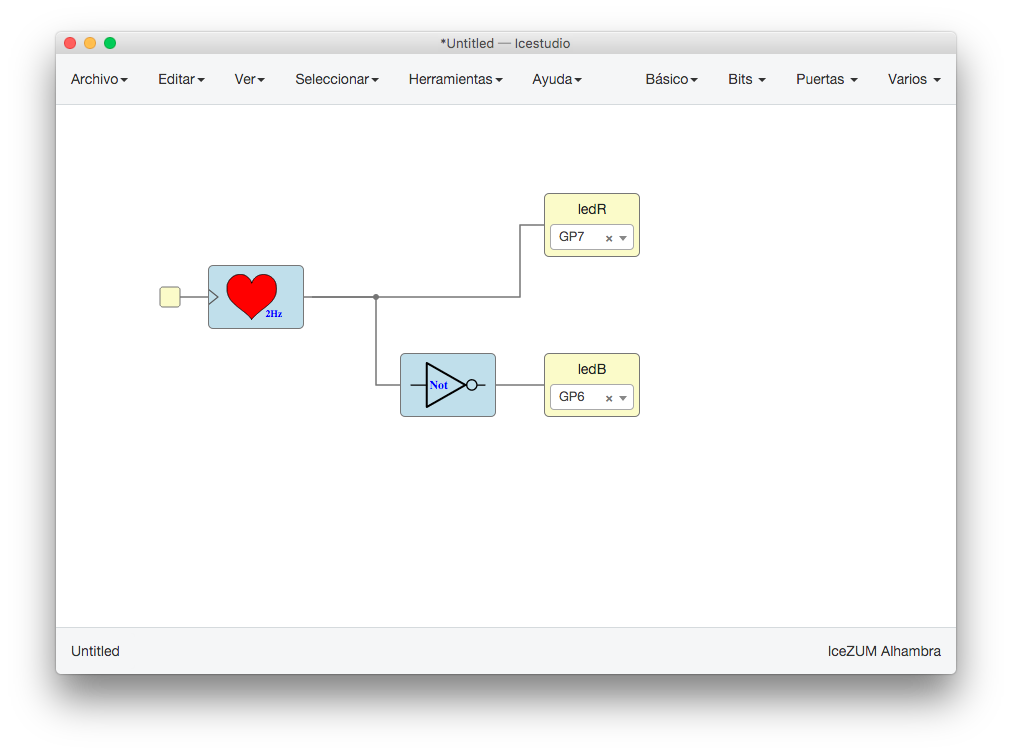 *Untitled — Icestudio
Archivo Editar Ver Seleccionar Herramientas Ayuda Básico Bits Puertas Varios
ledR
GP7 ×
2Hz
ledB
Not
GP6 ×
Untitled IceZUM Alhambra